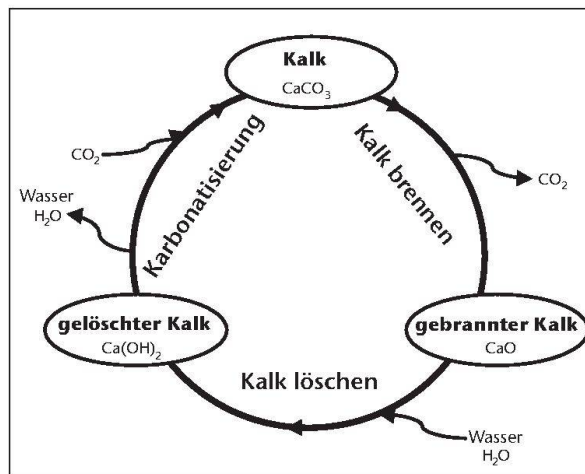 Kalk
CaCO₃
Karbonatisierung
Kalk brennen
CO₂
CO₂
Wasser
H₂O
gelöschter Kalk
Ca(OH)₂
gebrannter Kalk
CaO
Kalk löschen
Wasser
H₂O